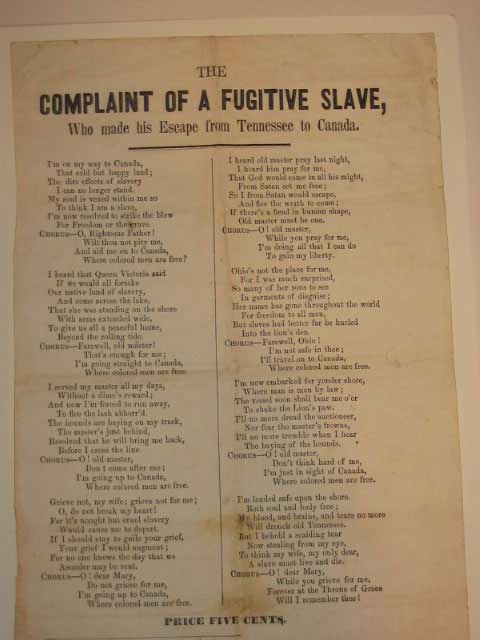 THE
COMPLAINT OF A FUGITIVE SLAVE,
Who made his Escape from Tennessee to Canada.
I'm on my way to Canada,
That cold but happy land;
The dire effects of slavery
I can no longer stand.
My soul is vexed within me so
To think I am a slave,
I'm now resolved to strike the blow
For Freedom or the grave.
CHORUS—O, Righteous Father!
Wilt thou not pity me,
And aid me on to Canada,
Where colored men are free?
I heard that Queen Victoria said
If we would all forsake
Our native land of slavery,
And come across the lake,
That she was standing on the shore
With arms extended wide,
To give us all a peaceful home,
Beyond the rolling tide.
CHORUS—Farewell, old master!
That's enough for me;
I'm going straight to Canada,
Where colored men are free.
I served my master all my days,
Without a dime's reward;
And now I'm forced to run away,
To flee the lash abhorr'd.
The hounds are baying on my track,
The master's just behind,
Resolved that he will bring me back,
Before I cross the line.
CHORUS—O! old master,
Don't come after me;
I'm going up to Canada,
Where colored men are free.
Grieve not, my wife; grieve not for me;
O, do not break my heart!
For it's nought but cruel slavery
Would cause me to depart.
If I should stay to quile your grief,
Your grief I would augment;
For no one knows the day that we
Asunder may be rent.
CHORUS—O! dear Mary,
Do not grieve for me,
I'm going up to Canada,
Where colored men are free.
I heard old master pray last night,
I heard him pray for me,
That God would come in all his might,
From Satan set me free;
So I from Satan would escape,
And flee the wrath to come;
If there's a fiend in human shape,
Old master must be one.
CHORUS—O! old master,
While you pray for me,
I'm doing all that I can do
To gain my liberty.
Ohio's not the place for me,
For I was much surprised,
So many of her sons to see
In garments of disguise;
Her name has gone throughout the world
For freedom to all men,
But slaves had better far be hurled
Into the lion's den.
CHORUS—Farewell, Ohio!
I'm not safe in thee;
I'll travel on to Canada,
Where colored men are free.
I'm now embarked for yonder shore,
Where man is man by law;
The vessel soon shall bear me o'er
To shake the Lion's paw.
I'll no more dread the auctioneer,
Nor fear the master's frowns,
I'll no more tremble when I hear
The baying of the hounds.
CHORUS—O! old master,
Don't think hard of me,
I'm just in sight of Canada,
Where colored men are free.
I'm landed safe upon the shore.
Both soul and body free;
My blood, and brains, and tears no more
Will drench old Tennessee.
But I behold a scalding tear
Now stealing from my eye,
To think my wife, my only dear,
A slave must live and die.
CHORUS—O! dear Mary,
While you grieve for me,
Forever at the Throne of Grace
Will I remember thee!
PRICE FIVE CENTS.